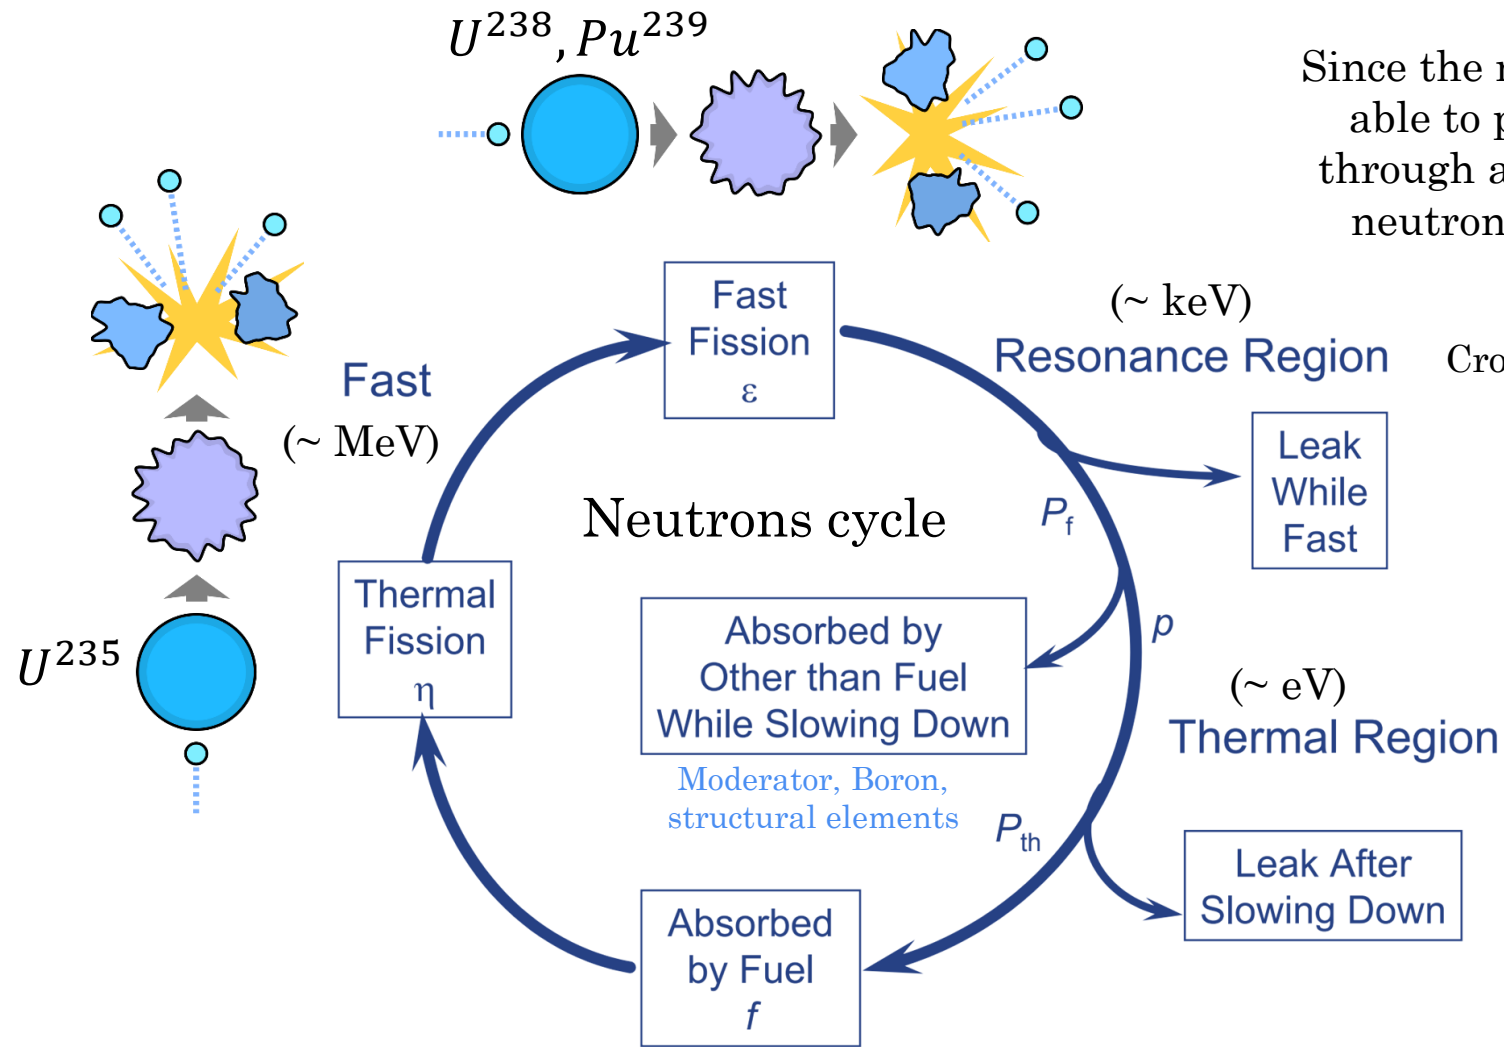 U²³⁸, Pu²³⁹
Since the
able to
through
neutron
(~ keV)
Resonance Region
Fast
Fission
ε
Fast
(~ MeV)
Leak
While
Fast
Neutrons cycle
P_f
Thermal
Fission
η
Absorbed by
Other than Fuel
While Slowing Down
p
U²³⁵
(~ eV)
Thermal Region
Moderator, Boron,
structural elements
P_th
Leak After
Slowing Down
Absorbed
by Fuel
f